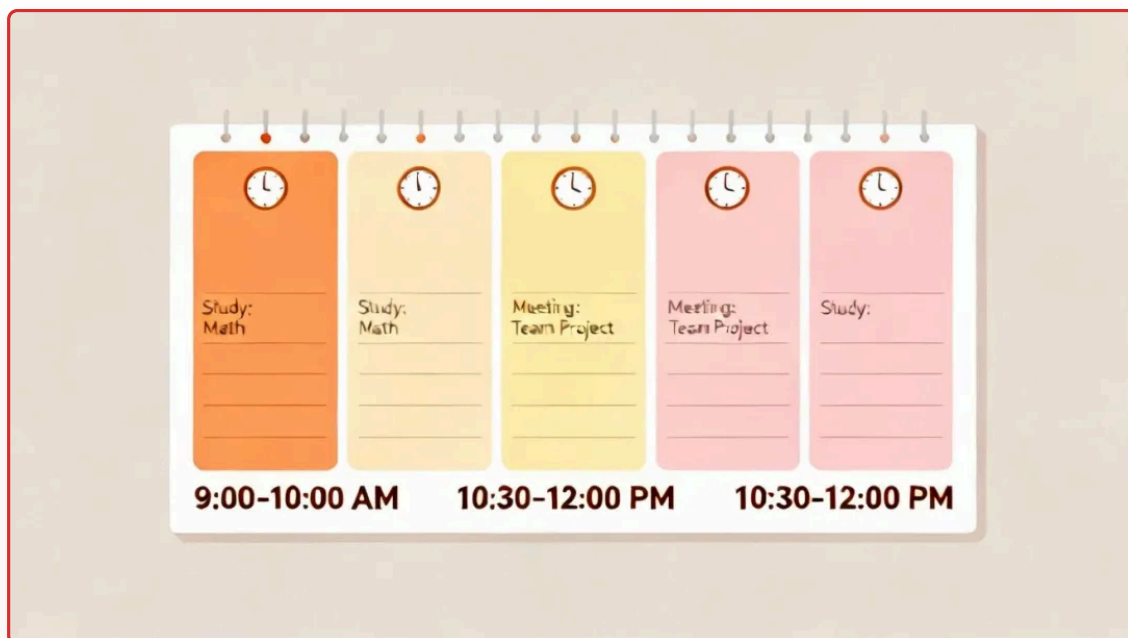 Study:
Math
Study:
Math
Meeting:
Team Project
Meeting:
Team Project
Study:
9:00-10:00 AM
10:30-12:00 PM
10:30-12:00 PM